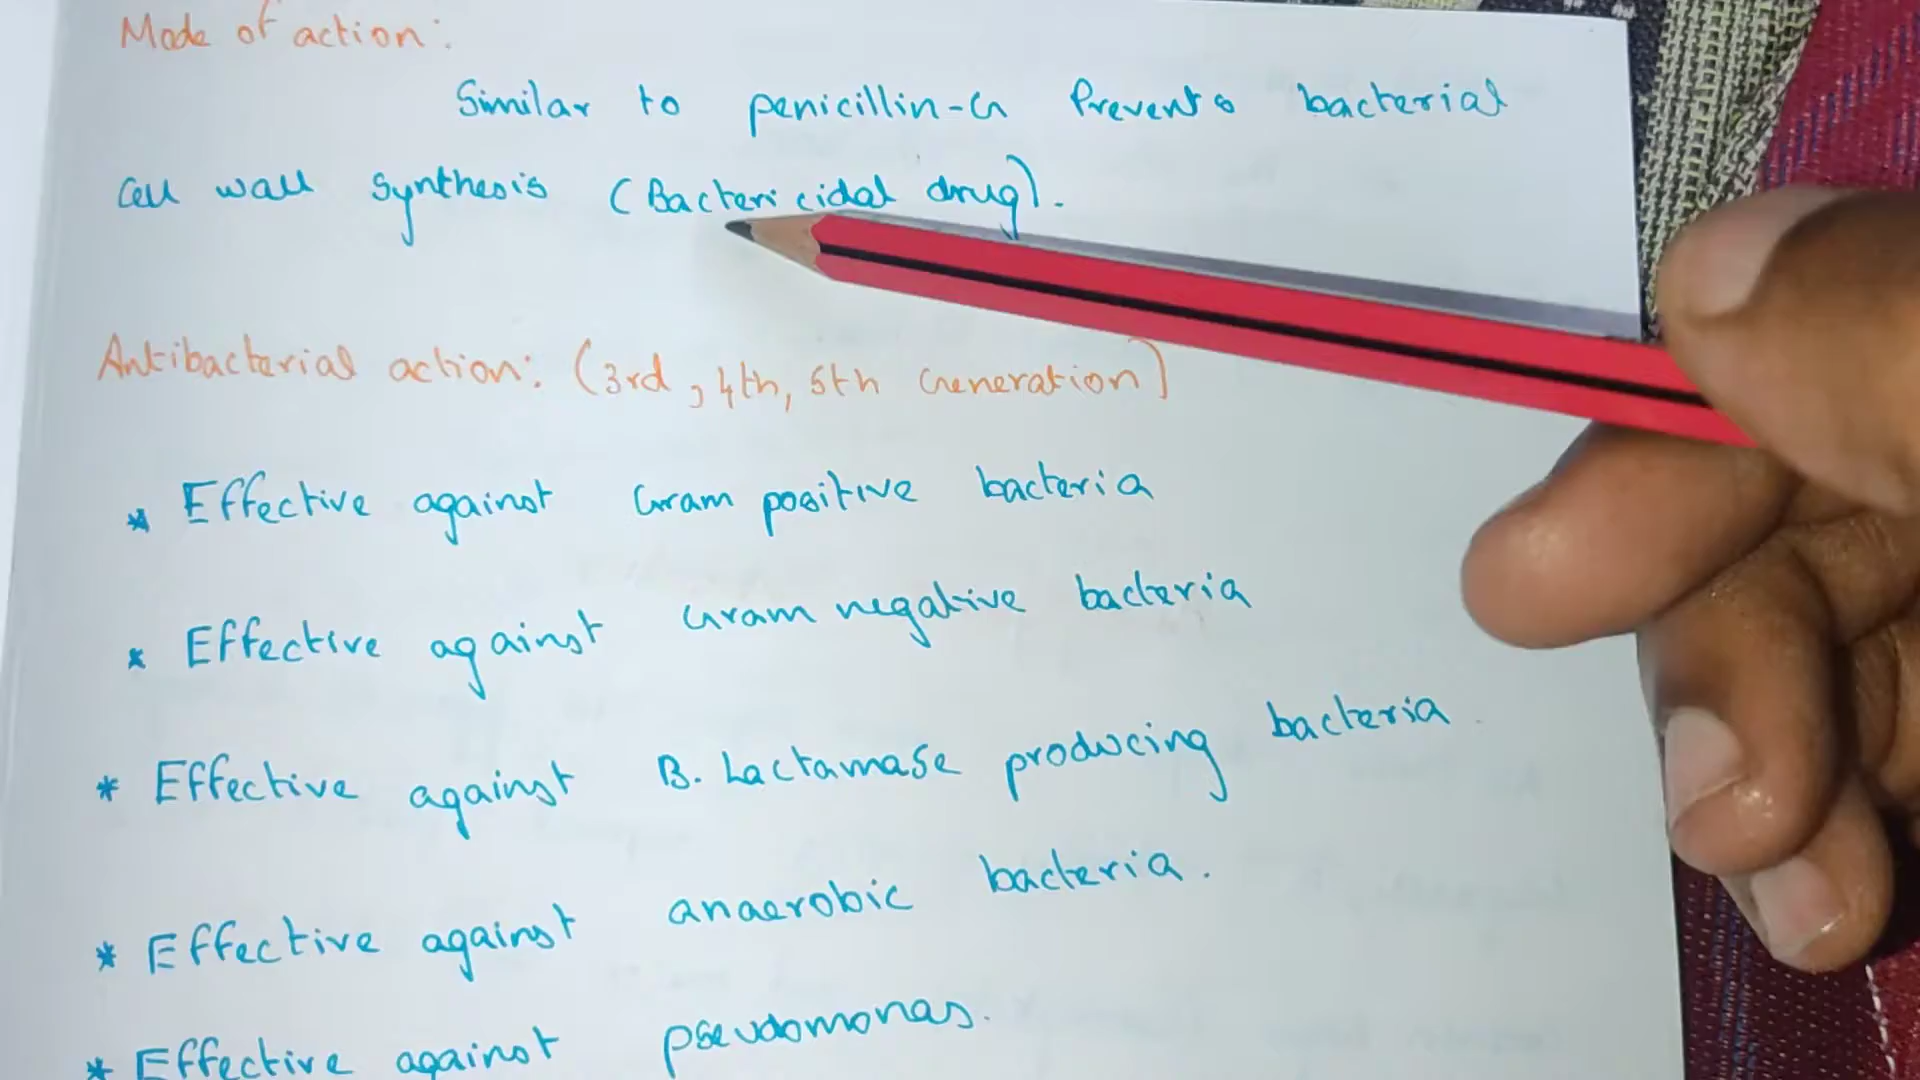 Mode of action:
Similar to penicillin-G Prevents bacterial
cell wall synthesis (Bactericidal drug).
Antibacterial action: (3rd, 4th, 5th Generation)
* Effective against Gram positive bacteria
* Effective against Gram negative bacteria
* Effective against B. Lactamase producing bacteria.
* Effective against anaerobic bacteria.
* Effective against pseudomonas.